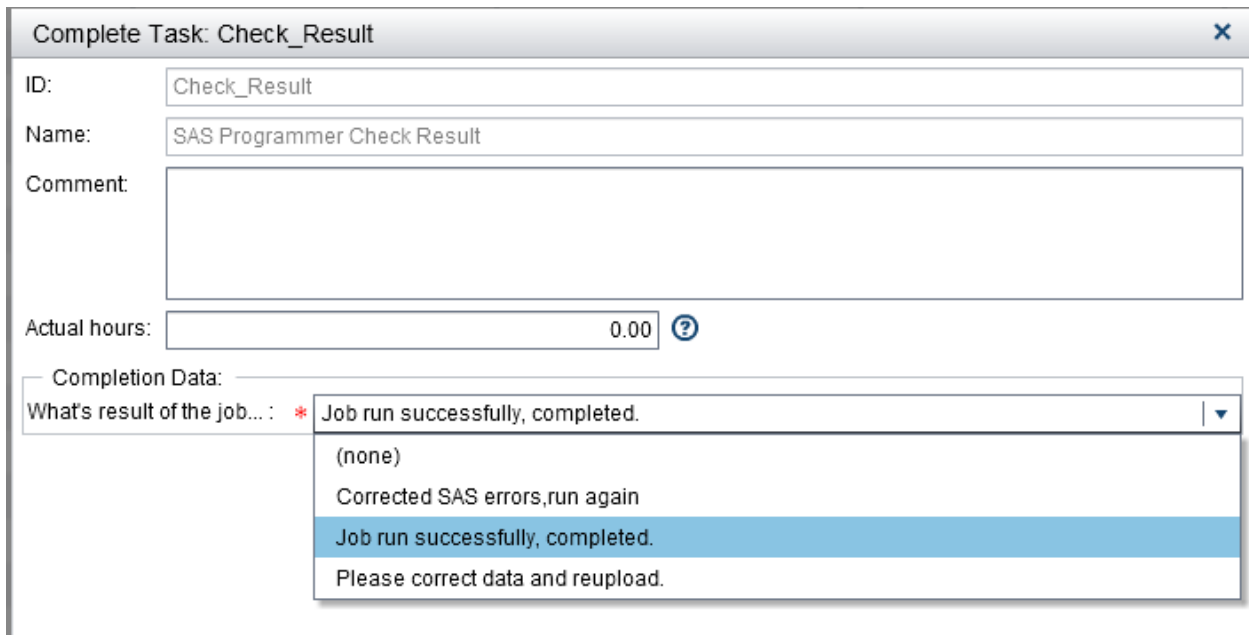 Complete Task: Check_Result
ID: Check_Result
Name: SAS Programmer Check Result
Comment:
Actual hours: 0.00
Completion Data:
What's result of the job... : * Job run successfully, completed.
(none)
Corrected SAS errors,run again
Job run successfully, completed.
Please correct data and reupload.